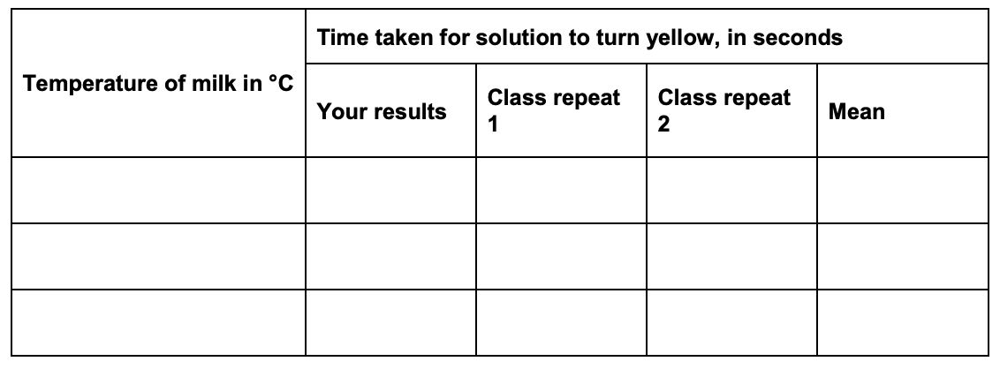 Temperature of milk in °C
Time taken for solution to turn yellow, in seconds
Your results
Class repeat
1
Class repeat
2
Mean